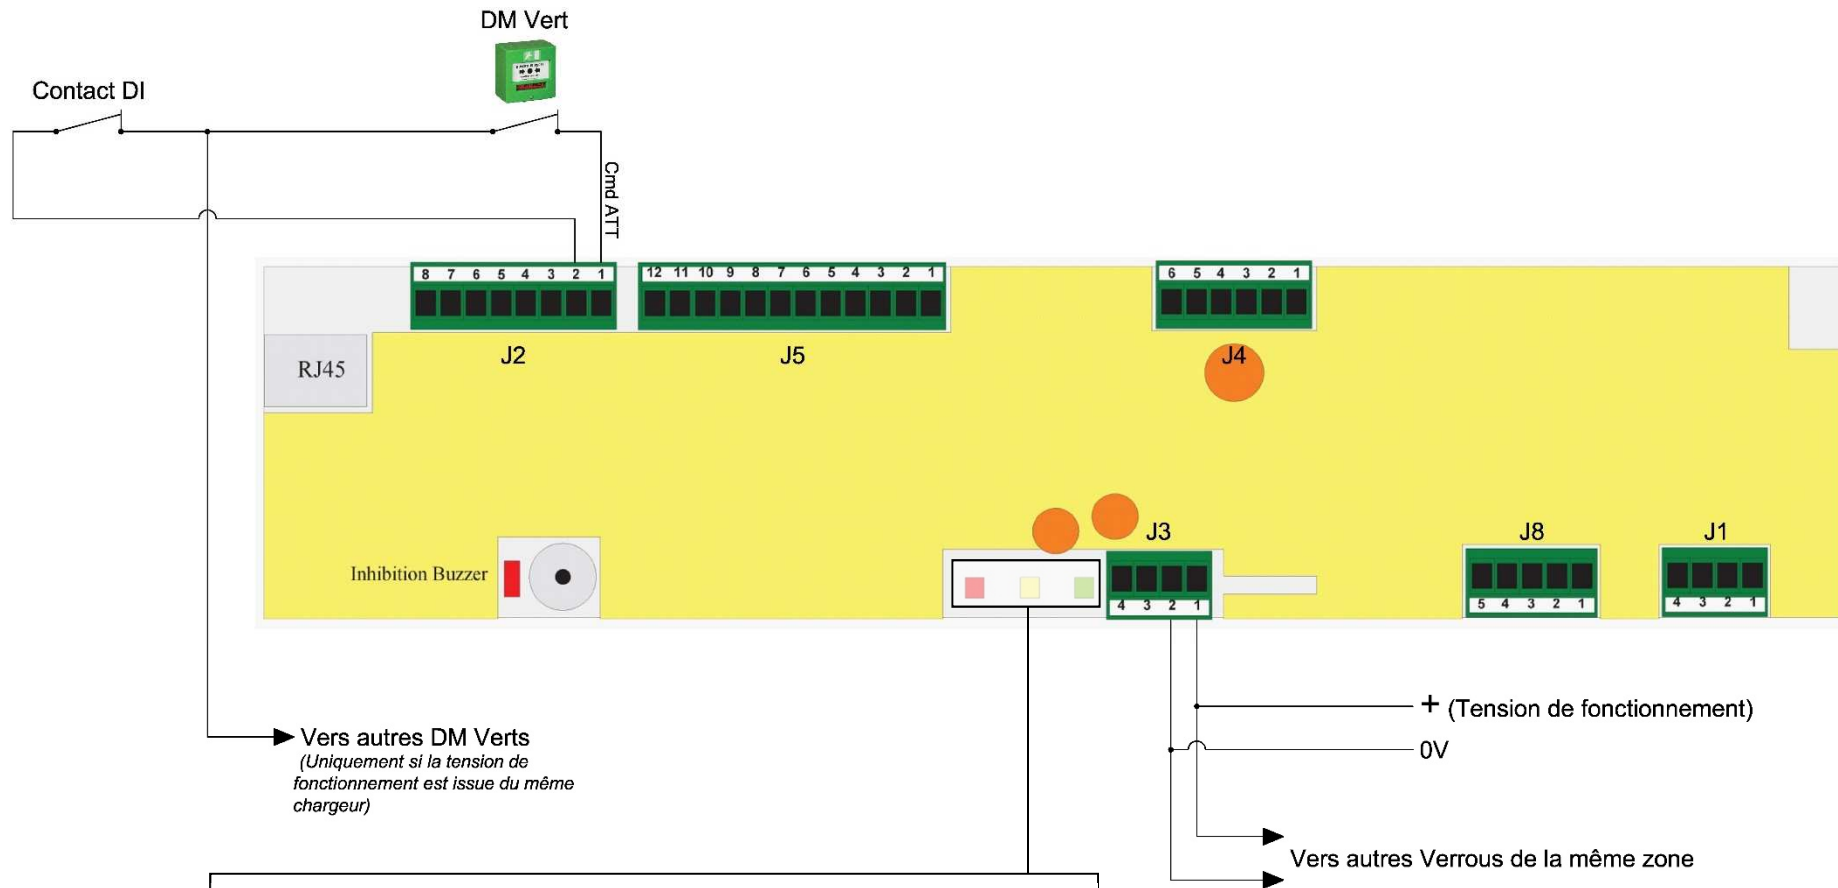 DM Vert
Contact DI
Cmd ATT
8 7 6 5 4 3 2 1
12 11 10 9 8 7 6 5 4 3 2 1
6 5 4 3 2 1
J2
J5
J4
RJ45
J3
J8
J1
Inhibition Buzzer
4 3 2 1
5 4 3 2 1
4 3 2 1
+ (Tension de fonctionnement)
0V
Vers autres DM Verts
(Uniquement si la tension de
fonctionnement est issue du même
chargeur)
Vers autres Verrous de la même zone